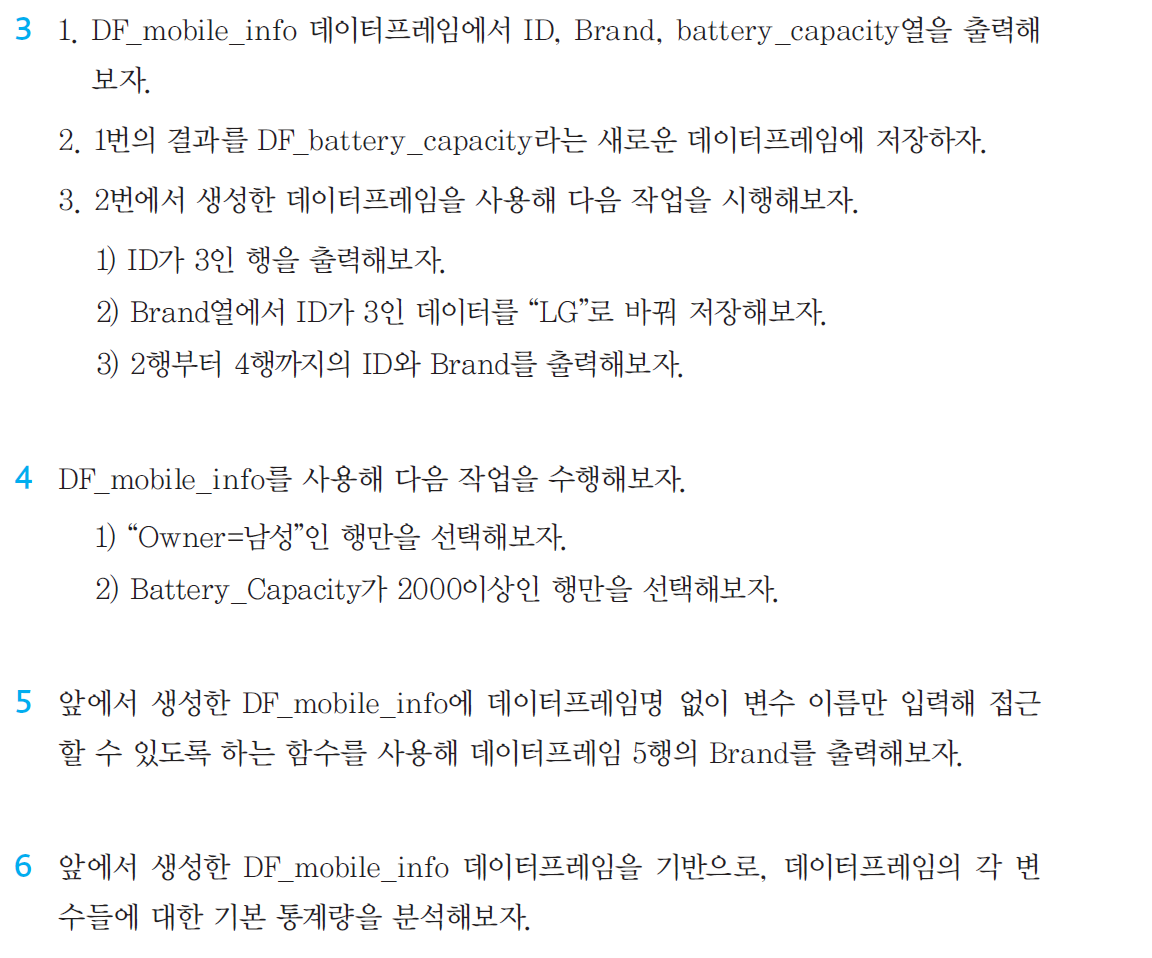 3 1. DF_mobile_info 데이터프레임에서 ID, Brand, battery_capacity열을 출력해
보자.
2. 1번의 결과를 DF_battery_capacity라는 새로운 데이터프레임에 저장하자.
3. 2번에서 생성한 데이터프레임을 사용해 다음 작업을 시행해보자.
1) ID가 3인 행을 출력해보자.
2) Brand열에서 ID가 3인 데이터를 “LG”로 바꿔 저장해보자.
3) 2행부터 4행까지의 ID와 Brand를 출력해보자.
4 DF_mobile_info를 사용해 다음 작업을 수행해보자.
1) “Owner=남성”인 행만을 선택해보자.
2) Battery_Capacity가 2000이상인 행만을 선택해보자.
5 앞에서 생성한 DF_mobile_info에 데이터프레임명 없이 변수 이름만 입력해 접근
할 수 있도록 하는 함수를 사용해 데이터프레임 5행의 Brand를 출력해보자.
6 앞에서 생성한 DF_mobile_info 데이터프레임을 기반으로, 데이터프레임의 각 변
수들에 대한 기본 통계량을 분석해보자.